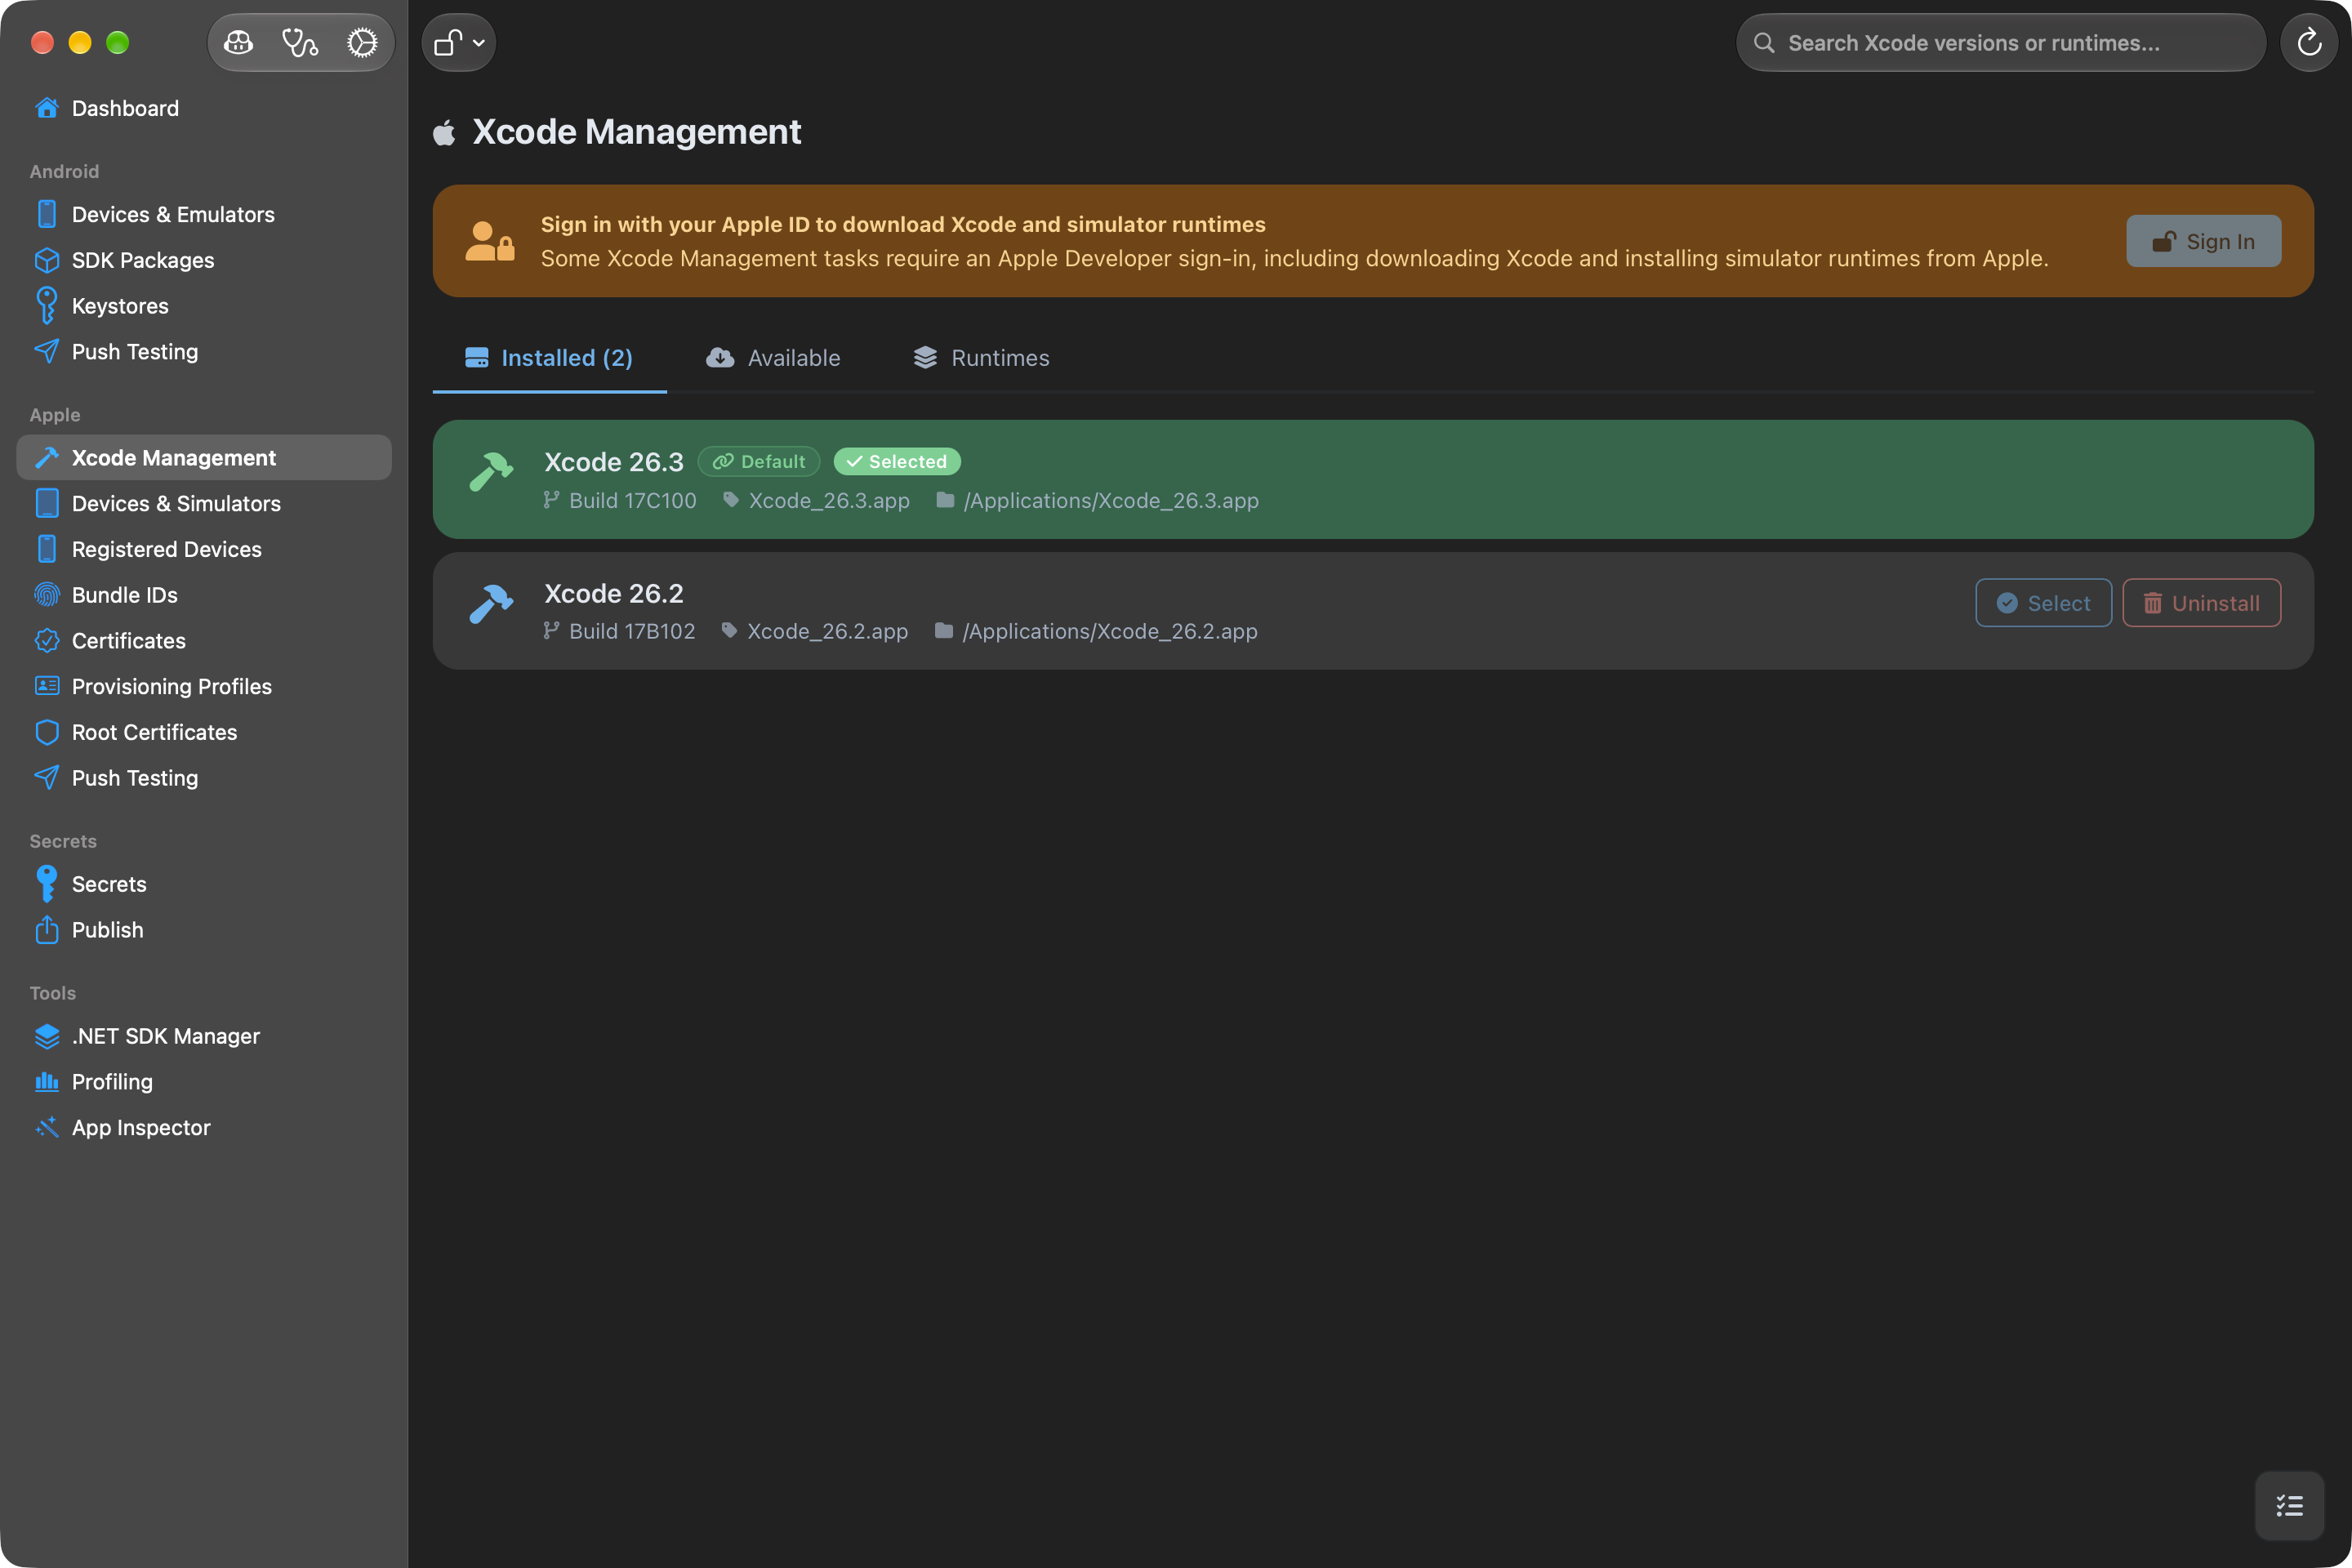 Search Xcode versions or runtimes...
Dashboard
Android
Devices & Emulators
SDK Packages
Keystores
Push Testing
Apple
Xcode Management
Devices & Simulators
Registered Devices
Bundle IDs
Certificates
Provisioning Profiles
Root Certificates
Push Testing
Secrets
Secrets
Publish
Tools
.NET SDK Manager
Profiling
App Inspector
Xcode Management
Sign in with your Apple ID to download Xcode and simulator runtimes
Some Xcode Management tasks require an Apple Developer sign-in, including downloading Xcode and installing simulator runtimes from Apple.
Sign In
Installed (2) Available Runtimes
Xcode 26.3 Default Selected
Build 17C100 Xcode_26.3.app /Applications/Xcode_26.3.app
Xcode 26.2
Build 17B102 Xcode_26.2.app /Applications/Xcode_26.2.app
Select Uninstall